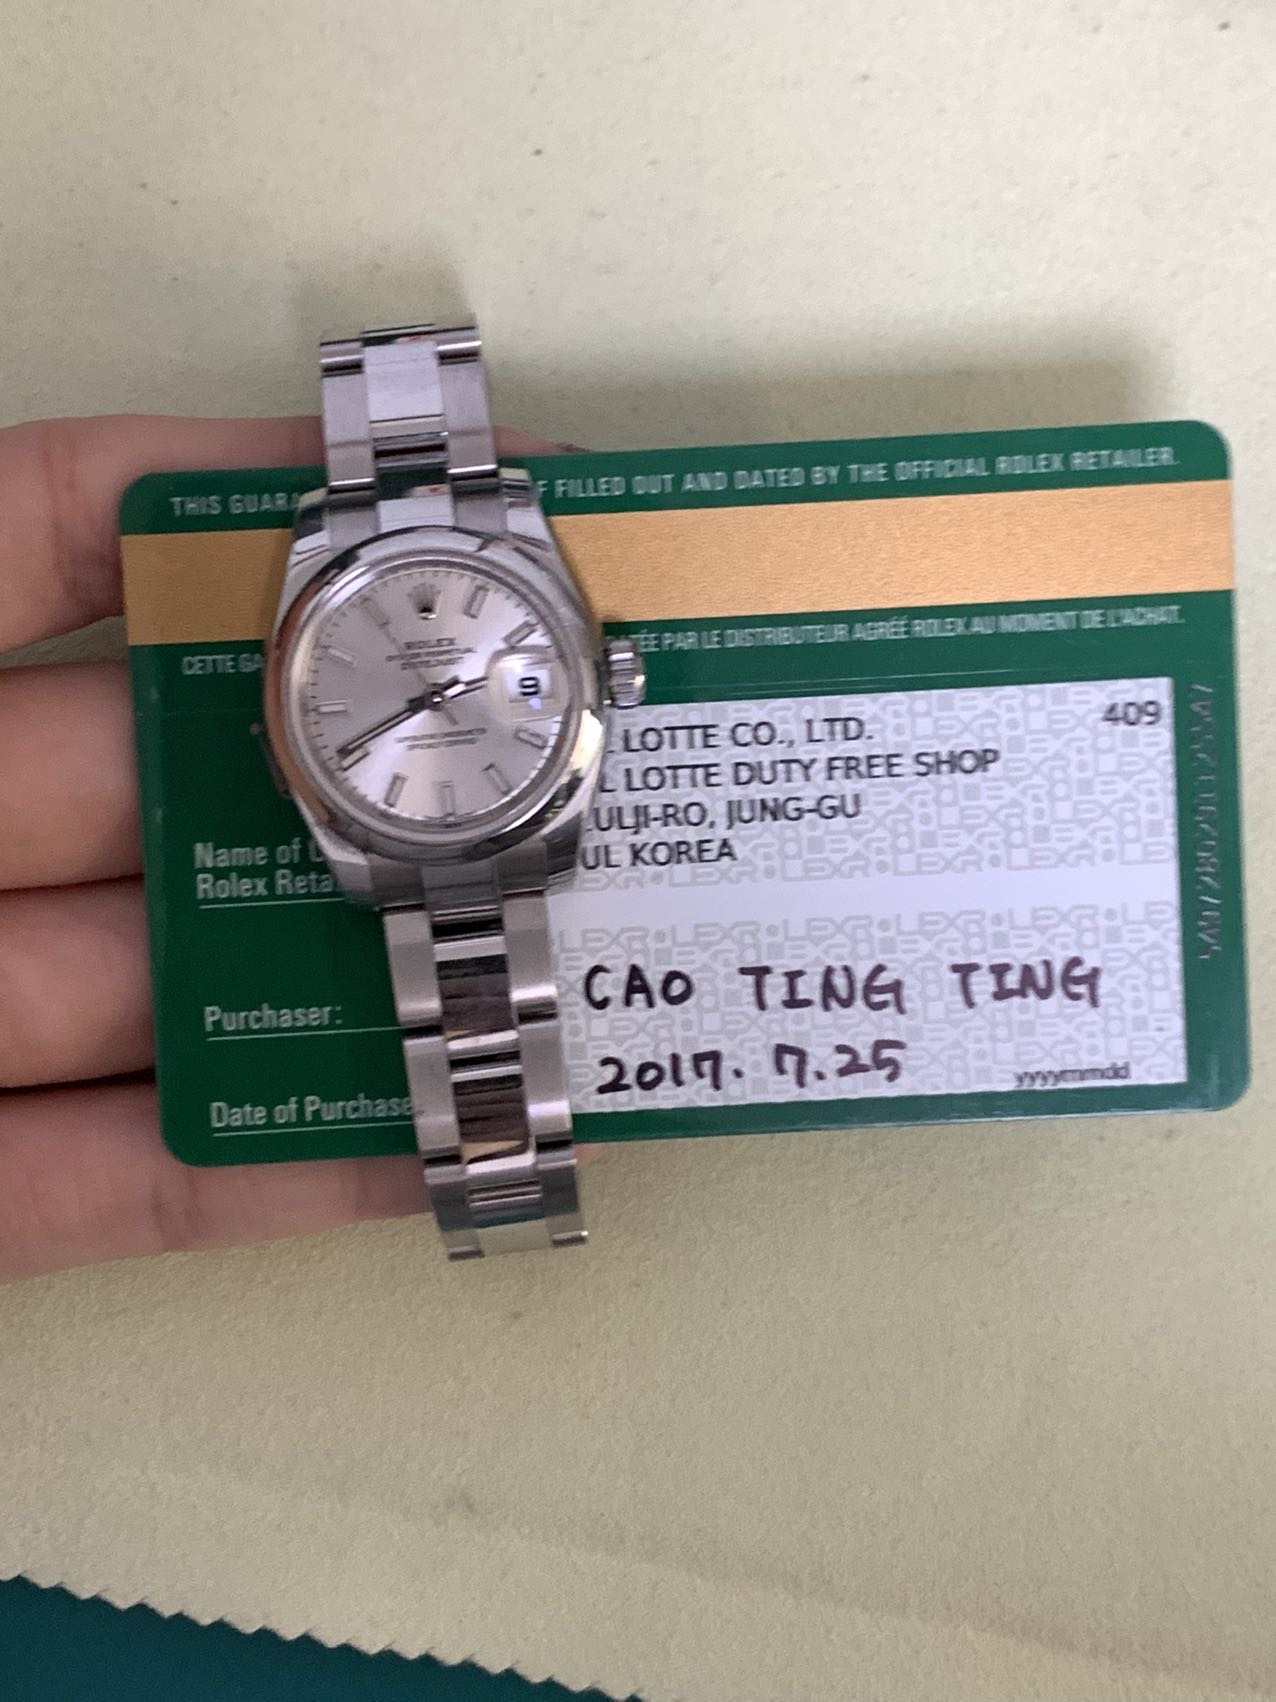 THIS GUARA F FILLED OUT AND DATED BY THE OFFICIAL ROLEX RETAILER.
CETTE GA ÉE PAR LE DISTRIBUTEUR AGRÉÉ ROLEX AU MOMENT DE L'ACHAT.
ROLEX
9
409
LOTTE CO., LTD.
L LOTTE DUTY FREE SHOP
ULJI-RO, JUNG-GU
UL KOREA
Name of
Rolex Reta
Purchaser: CAO TING TING
Date of Purchase 2017.7.25
yyyymmdd